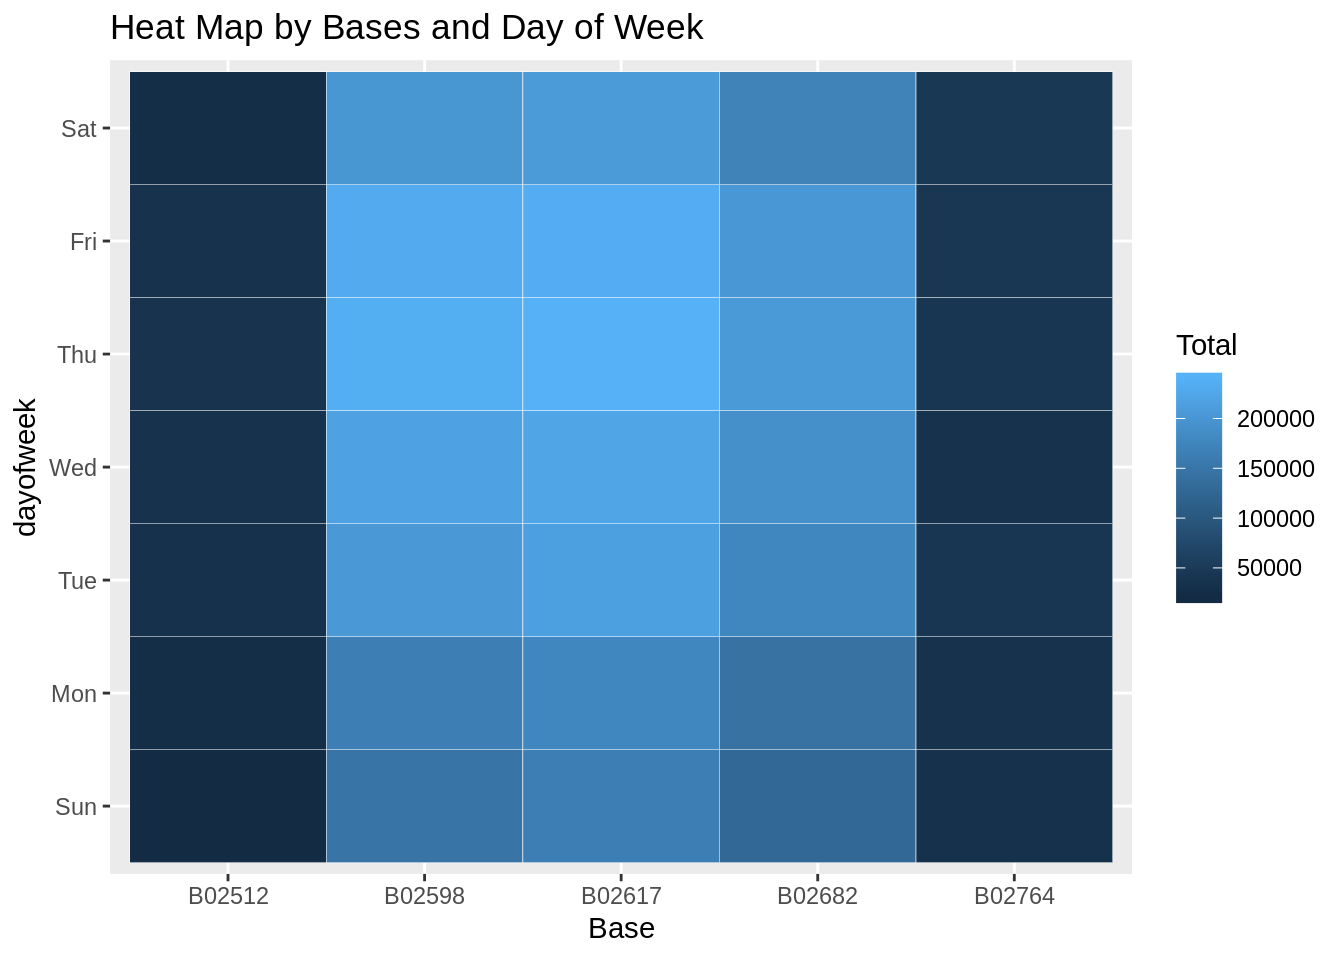 Heat Map by Bases and Day of Week
Sat
Fri
Thu
Wed
Tue
Mon
Sun
dayofweek
B02512
B02598
B02617
B02682
B02764
Base
Total
200000
150000
100000
50000